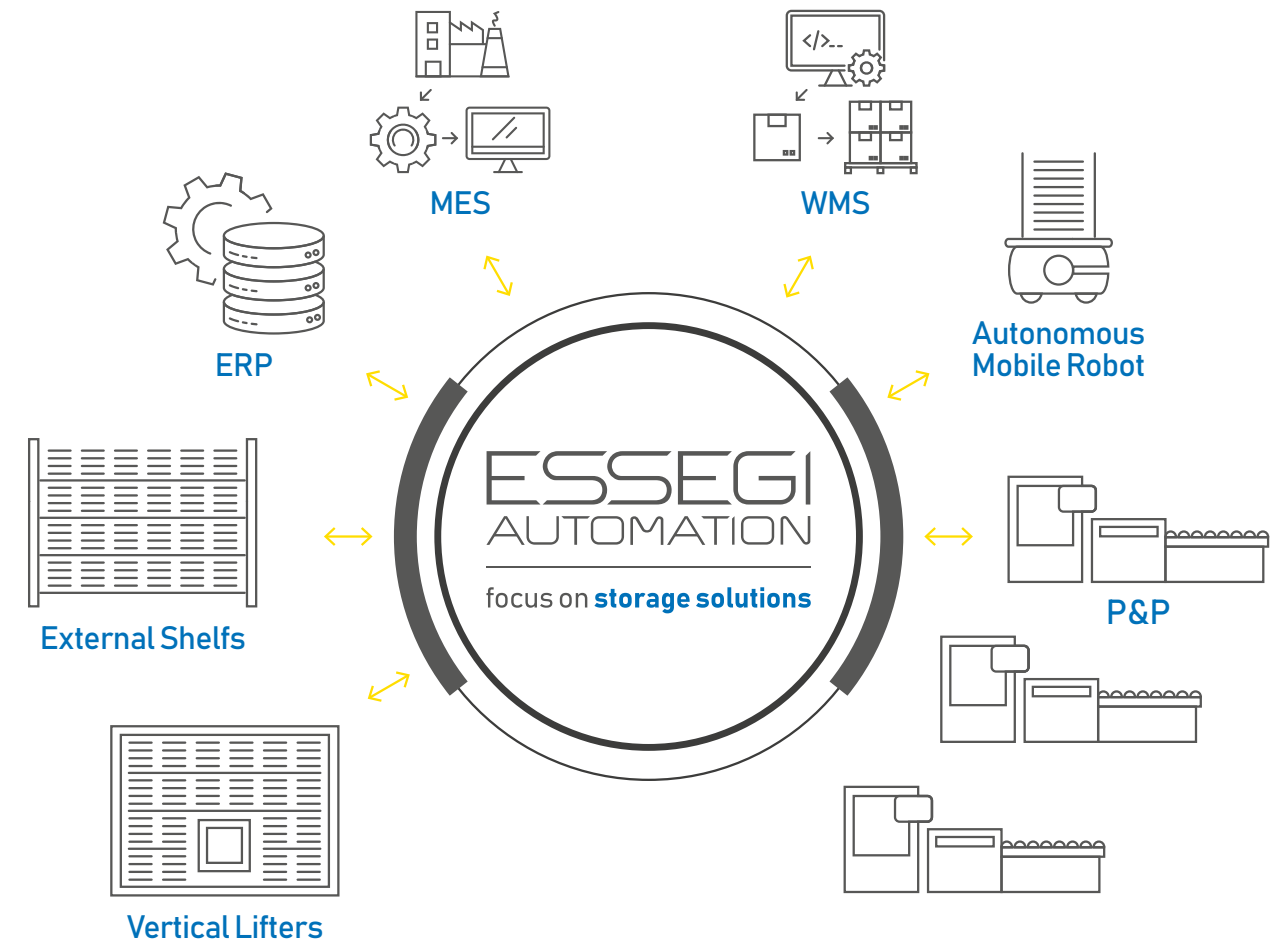 </>_
MES
WMS
ERP
Autonomous
Mobile Robot
ESSEGI
AUTOMATION
focus on storage solutions
External Shelfs
P&P
Vertical Lifters